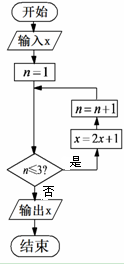 开始
输入x
n=1
n=n+1
x=2x+1
n≤3?
是
否
输出x
结束